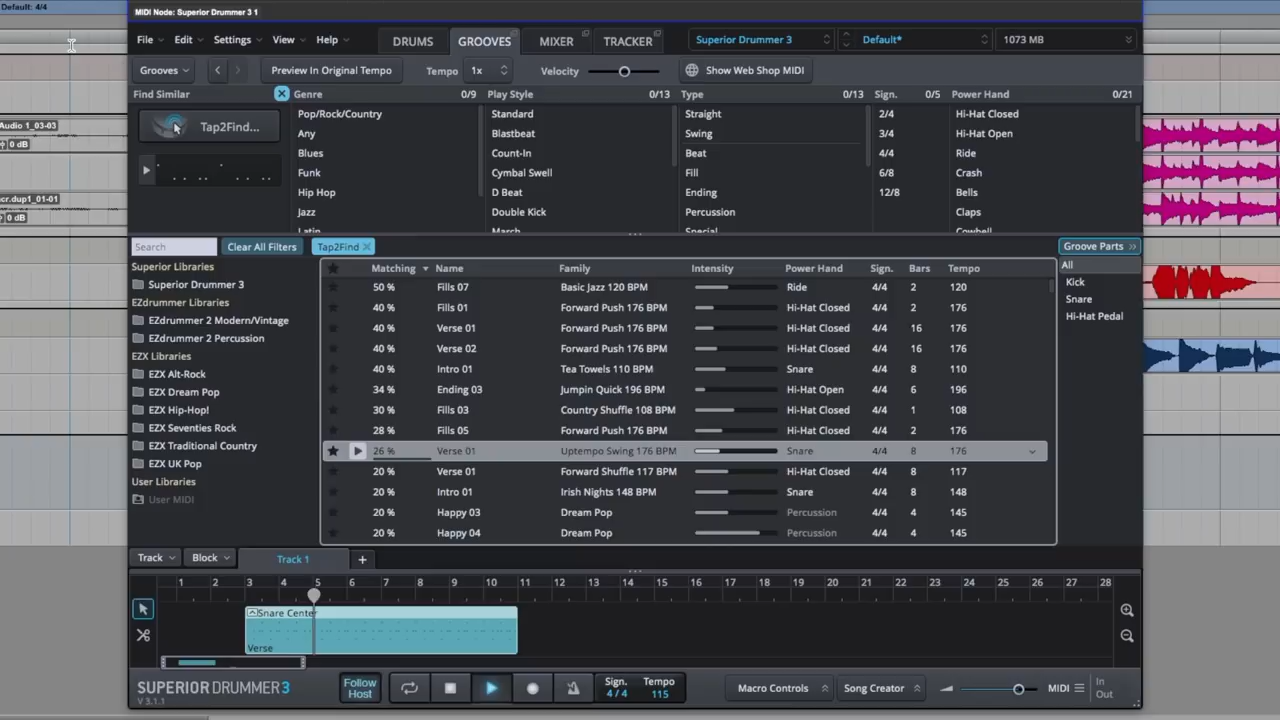 Default: 4/4
MIDI Node: Superior Drummer 3 1
File Edit Settings View Help DRUMS GROOVES MIXER TRACKER Superior Drummer 3 Default* 1073 MB
Grooves Preview In Original Tempo Tempo 1x Velocity Show Web Shop MIDI
Find Similar Genre 0/9 Play Style 0/13 Type 0/13 Sign. 0/5 Power Hand 0/21
Tap2Find...
Pop/Rock/Country Standard Straight 2/4 Hi-Hat Closed
Any Blastbeat Swing 3/4 Hi-Hat Open
Blues Count-In Beat 4/4 Ride
Funk Cymbal Swell Fill 6/8 Crash
Hip Hop D Beat Ending 12/8 Bells
Jazz Double Kick Percussion Claps
Latin March Special Cowbell
Audio 1_03-03
0 dB
ncr.dup1_01-01
0 dB
Search Clear All Filters Tap2Find Groove Parts
Superior Libraries
Superior Drummer 3
EZdrummer Libraries
EZdrummer 2 Modern/Vintage
EZdrummer 2 Percussion
EZX Libraries
EZX Alt-Rock
EZX Dream Pop
EZX Hip-Hop!
EZX Seventies Rock
EZX Traditional Country
EZX UK Pop
User Libraries
User MIDI
Matching Name Family Intensity Power Hand Sign. Bars Tempo
50 % Fills 07 Basic Jazz 120 BPM Ride 4/4 2 120
40 % Fills 01 Forward Push 176 BPM Hi-Hat Closed 4/4 2 176
40 % Verse 01 Forward Push 176 BPM Hi-Hat Closed 4/4 16 176
40 % Verse 02 Forward Push 176 BPM Hi-Hat Closed 4/4 16 176
40 % Intro 01 Tea Towels 110 BPM Snare 4/4 8 110
34 % Ending 03 Jumpin Quick 196 BPM Hi-Hat Open 4/4 6 196
30 % Fills 03 Country Shuffle 108 BPM Hi-Hat Closed 4/4 1 108
28 % Fills 05 Forward Push 176 BPM Hi-Hat Closed 4/4 2 176
26 % Verse 01 Uptempo Swing 176 BPM Snare 4/4 8 176
20 % Verse 01 Forward Shuffle 117 BPM Hi-Hat Closed 4/4 8 117
20 % Intro 01 Irish Nights 148 BPM Snare 4/4 8 148
20 % Happy 03 Dream Pop Percussion 4/4 4 145
20 % Happy 04 Dream Pop Percussion 4/4 4 145
All
Kick
Snare
Hi-Hat Pedal
Track Block Track 1 +
1 2 3 4 5 6 7 8 9 10 11 12 13 14 15 16 17 18 19 20 21 22 23 24 25 26 27 28
Snare Center
Verse
SUPERIOR DRUMMER 3
V 3.1.1
Follow Host
Sign. 4/4 Tempo 115
Macro Controls Song Creator MIDI In Out